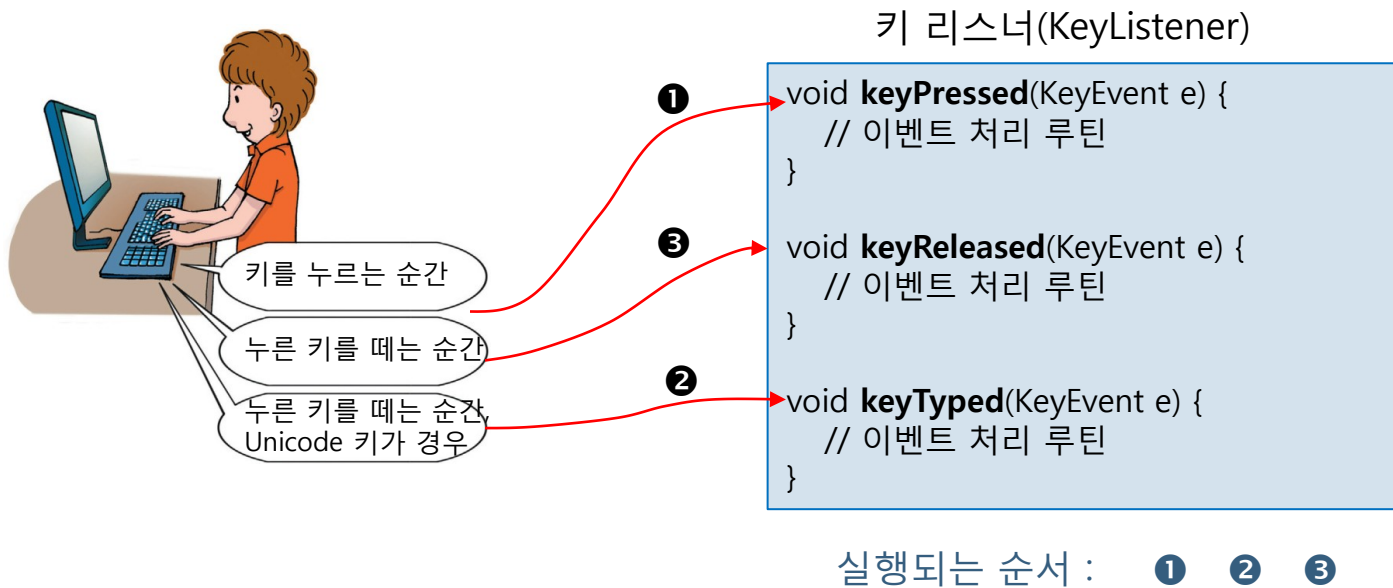 키 리스너(KeyListener)
❶
void keyPressed(KeyEvent e) {
// 이벤트 처리 루틴
}
❸
void keyReleased(KeyEvent e) {
// 이벤트 처리 루틴
}
❷
void keyTyped(KeyEvent e) {
// 이벤트 처리 루틴
}
키를 누르는 순간
누른 키를 떼는 순간
누른 키를 떼는 순간,
Unicode 키가 경우
실행되는 순서 : ❶ ❷ ❸